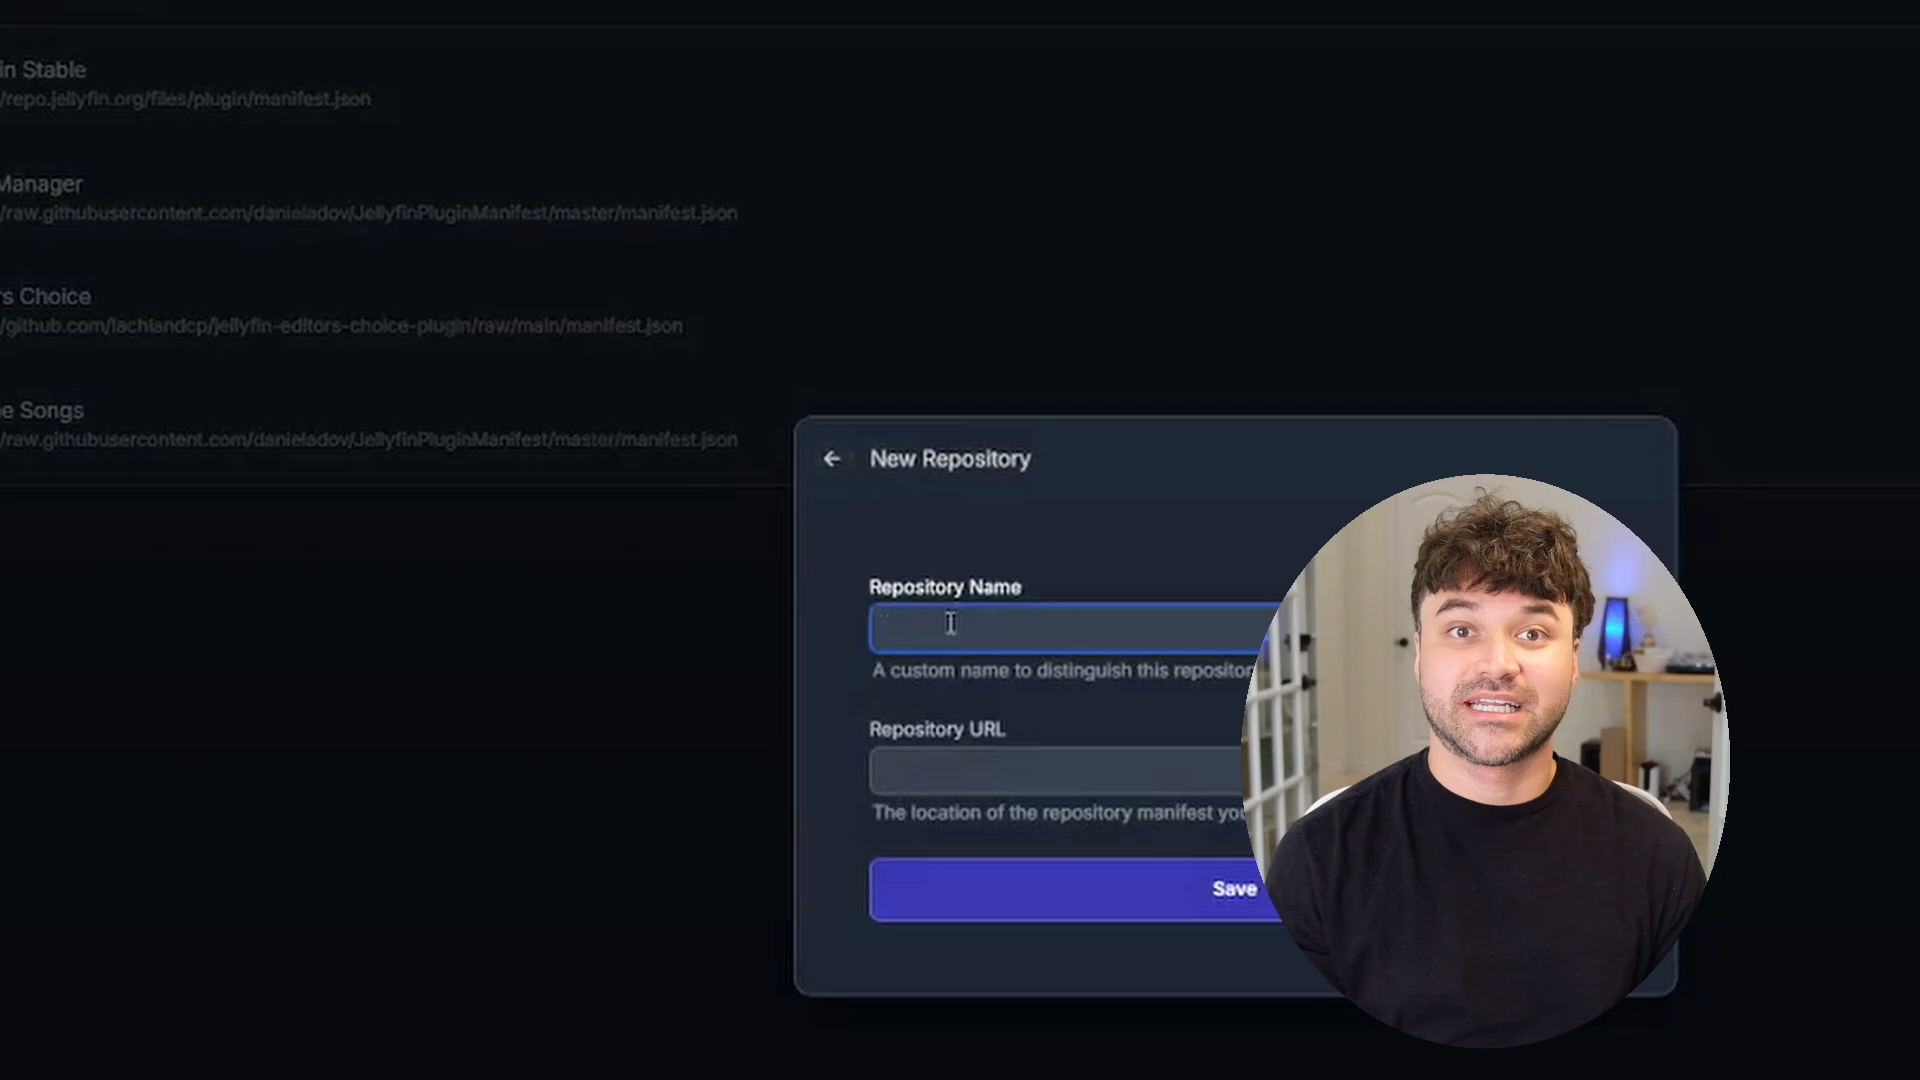 in Stable
/repo.jellyfin.org/files/plugin/manifest.json
Manager
/raw.githubusercontent.com/danieladov/JellyfinPluginManifest/master/manifest.json
rs Choice
/github.com/lachlandcp/jellyfin-editors-choice-plugin/raw/main/manifest.json
e Songs
/raw.githubusercontent.com/danieladov/JellyfinPluginManifest/master/manifest.json
New Repository
Repository Name
A custom name to distinguish this repositor
Repository URL
The location of the repository manifest you
Save